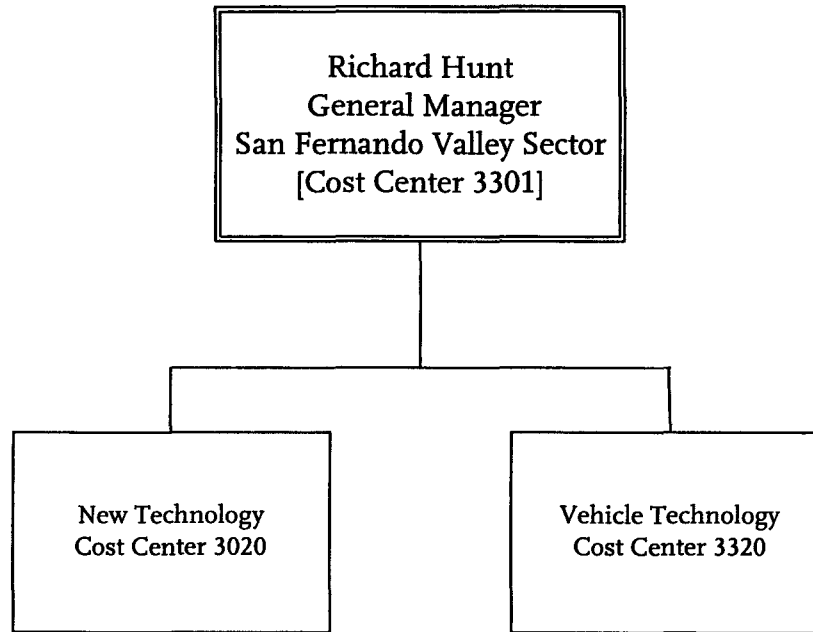 Richard Hunt
General Manager
San Fernando Valley Sector
[Cost Center 3301]
New Technology
Cost Center 3020
Vehicle Technology
Cost Center 3320